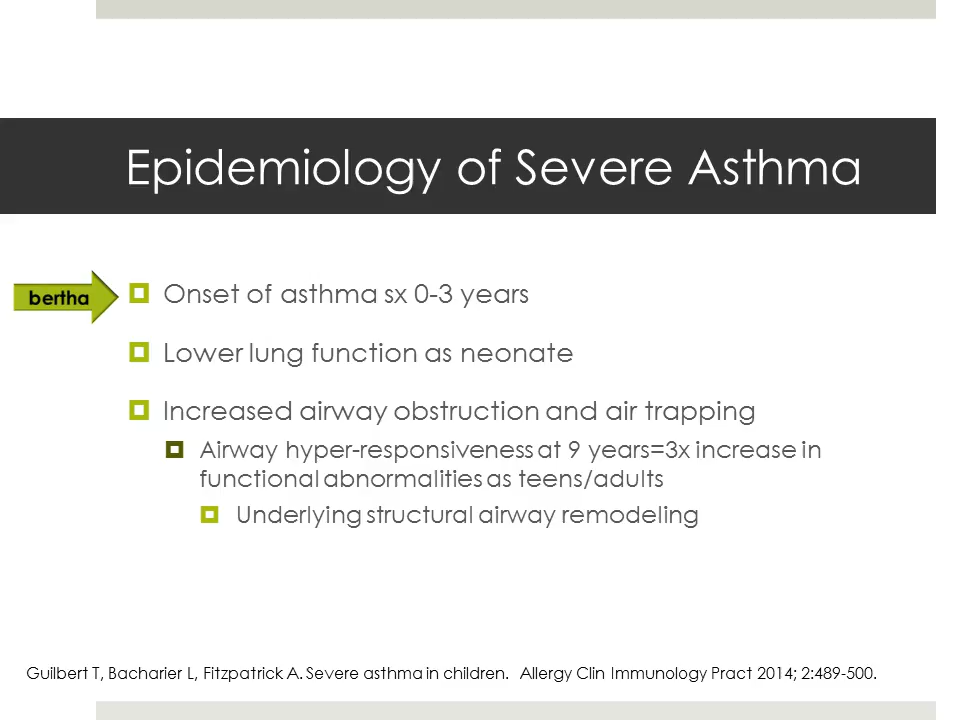 Epidemiology of Severe Asthma
bertha
Onset of asthma sx 0-3 years
Lower lung function as neonate
Increased airway obstruction and air trapping
Airway hyper-responsiveness at 9 years=3x increase in
functional abnormalities as teens/adults
Underlying structural airway remodeling
Guilbert T, Bacharier L, Fitzpatrick A. Severe asthma in children. Allergy Clin Immunology Pract 2014; 2:489-500.